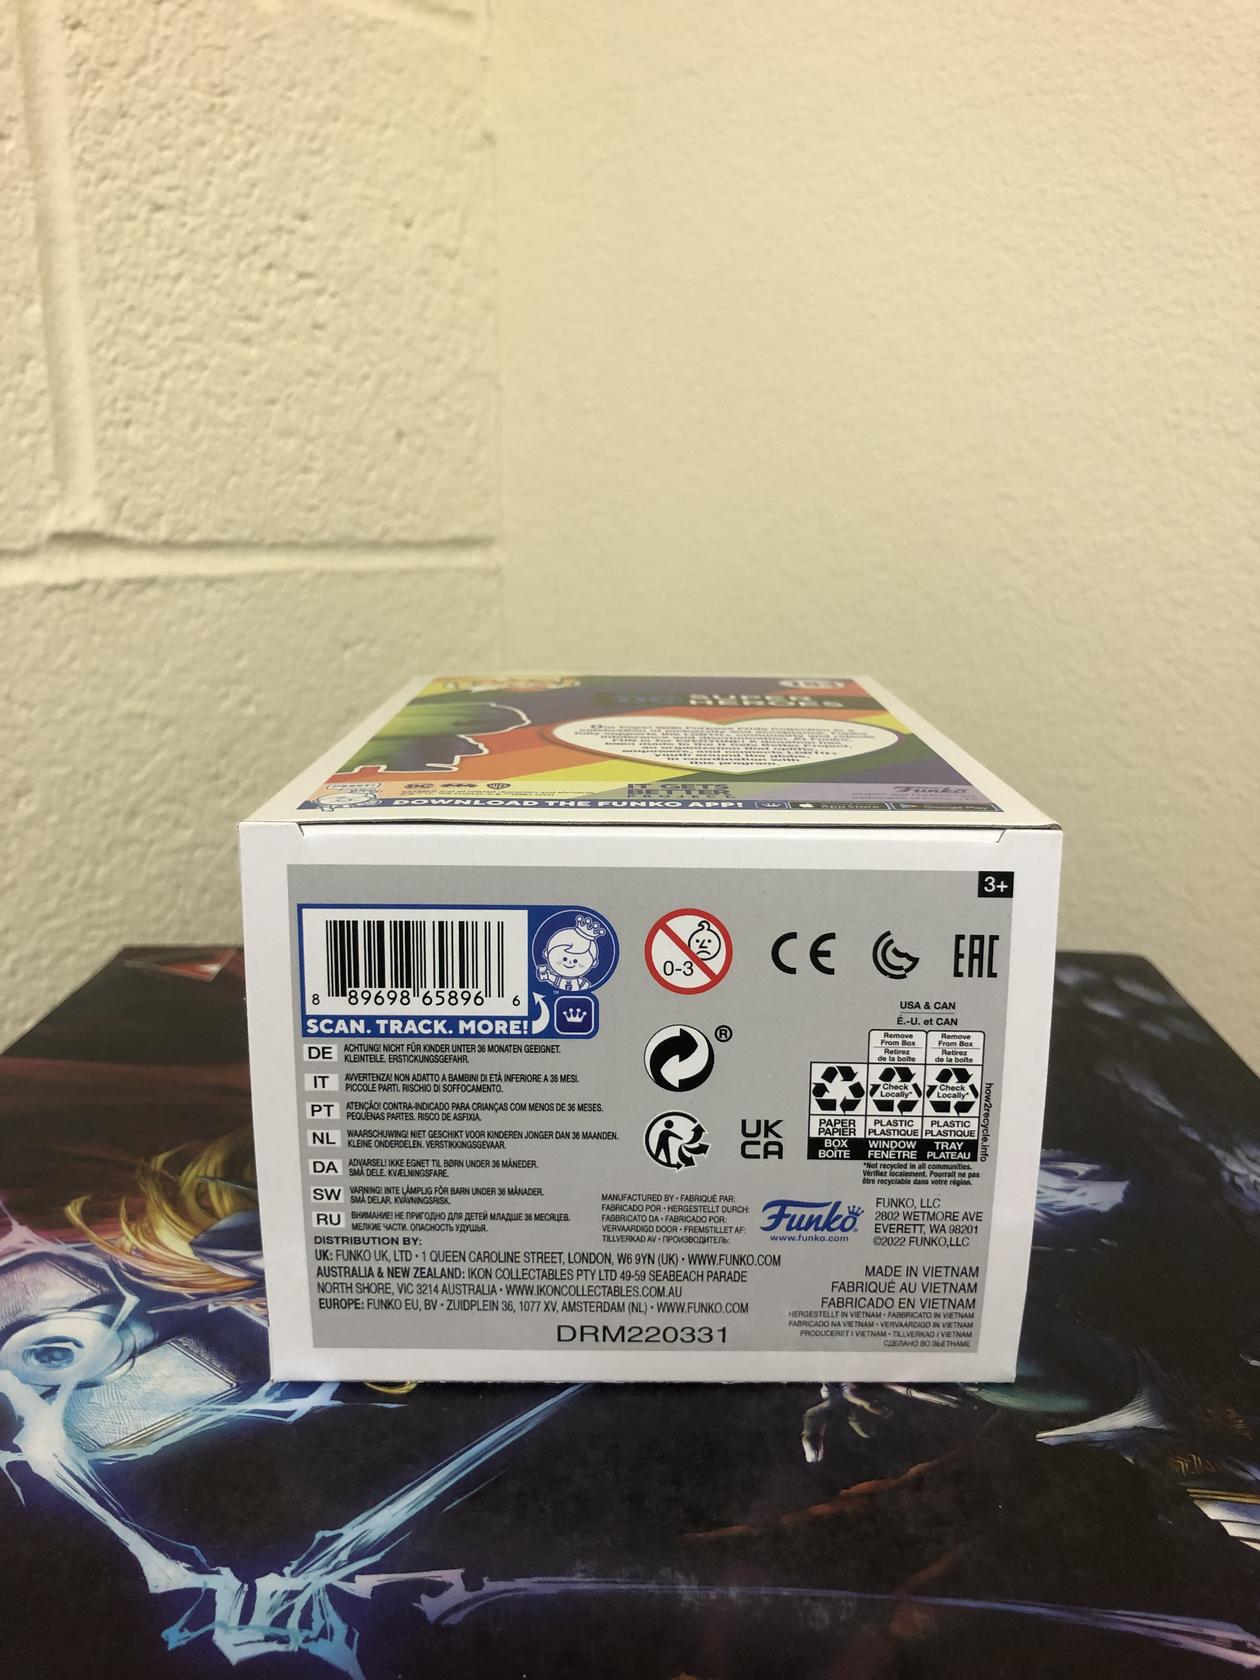 DC SUPER
HEROES
this program.
IT GETS
BETTER
PROJECT
Funko
DOWNLOAD THE FUNKO APP! App Store Google Play
3+
8 89698 65896 6
SCAN. TRACK. MORE!
0-3
CE
EAC
®
UK
CA
USA & CAN
É.-U. et CAN
Remove From Box Retirez de la boîte
Remove From Box Retirez de la boîte
Check Locally*
Check Locally*
PAPER PAPIER
PLASTIC PLASTIQUE
PLASTIC PLASTIQUE
BOX BOÎTE
WINDOW FENÊTRE
TRAY PLATEAU
how2recycle.info
*Not recycled in all communities.
Vérifiez localement. Pourrait ne pas
être recyclable dans votre région.
DE ACHTUNG! NICHT FÜR KINDER UNTER 36 MONATEN GEEIGNET.
KLEINTEILE. ERSTICKUNGSGEFAHR.
IT AVVERTENZA! NON ADATTO A BAMBINI DI ETÀ INFERIORE A 36 MESI.
PICCOLE PARTI. RISCHIO DI SOFFOCAMENTO.
PT ATENÇÃO! CONTRA-INDICADO PARA CRIANÇAS COM MENOS DE 36 MESES.
PEQUENAS PARTES. RISCO DE ASFIXIA.
NL WAARSCHUWING! NIET GESCHIKT VOOR KINDEREN JONGER DAN 36 MAANDEN.
KLEINE ONDERDELEN. VERSTIKKINGSGEVAAR.
DA ADVARSEL! IKKE EGNET TIL BØRN UNDER 36 MÅNEDER.
SMÅ DELE. KVÆLNINGSFARE.
SW VARNING! INTE LÄMPLIG FÖR BARN UNDER 36 MÅNADER.
SMÅ DELAR. KVÄVNINGSRISK.
RU ВНИМАНИЕ! НЕ ПРИГОДНО ДЛЯ ДЕТЕЙ МЛАДШЕ 36 МЕСЯЦЕВ.
МЕЛКИЕ ЧАСТИ. ОПАСНОСТЬ УДУШЬЯ.
MANUFACTURED BY • FABRIQUÉ PAR:
FABRICADO POR • HERGESTELLT DURCH:
FABBRICATO DA • FABRICADO POR:
VERVAARDIGD DOOR • FREMSTILLET AF:
TILLVERKAD AV • ПРОИЗВОДИТЕЛЬ:
Funko
www.funko.com
FUNKO, LLC
2802 WETMORE AVE
EVERETT, WA 98201
©2022 FUNKO,LLC
DISTRIBUTION BY:
UK: FUNKO UK, LTD • 1 QUEEN CAROLINE STREET, LONDON, W6 9YN (UK) • WWW.FUNKO.COM
AUSTRALIA & NEW ZEALAND: IKON COLLECTABLES PTY LTD 49-59 SEABEACH PARADE
NORTH SHORE, VIC 3214 AUSTRALIA • WWW.IKONCOLLECTABLES.COM.AU
EUROPE: FUNKO EU, BV • ZUIDPLEIN 36, 1077 XV, AMSTERDAM (NL) • WWW.FUNKO.COM
MADE IN VIETNAM
FABRIQUÉ AU VIETNAM
FABRICADO EN VIETNAM
HERGESTELLT IN VIETNAM • FABBRICATO IN VIETNAM
FABRICADO NA VIETNAM • VERVAARDIGD IN VIETNAM
PRODUCERET I VIETNAM • TILLVERKAD I VIETNAM
СДЕЛАНО ВО ВЬЕТНАМЕ
DRM220331